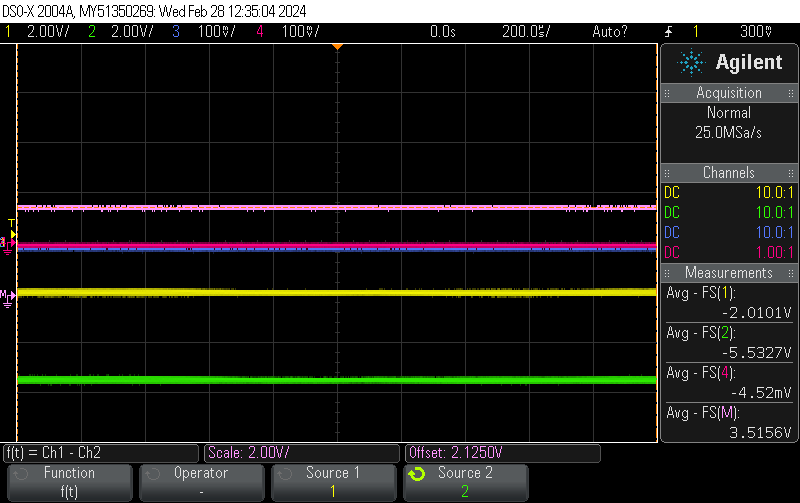 DSO-X 2004A, MY51350269: Wed Feb 28 12:35:04 2024
1 2.00V/ 2 2.00V/ 3 100mV/ 4 100mV/ 0.0s 200.0µs/ Auto? 1 300mV
Agilent
Acquisition
Normal
25.0MSa/s
Channels
DC 10.0:1
DC 10.0:1
DC 10.0:1
DC 1.00:1
Measurements
Avg - FS(1):
-2.0101V
Avg - FS(2):
-5.5327V
Avg - FS(4):
-4.52mV
Avg - FS(M):
3.5156V
T
M
f(t) = Ch1 - Ch2 Scale: 2.00V/ Offset: 2.1250V
Function Operator Source 1 Source 2
f(t) - 1 2